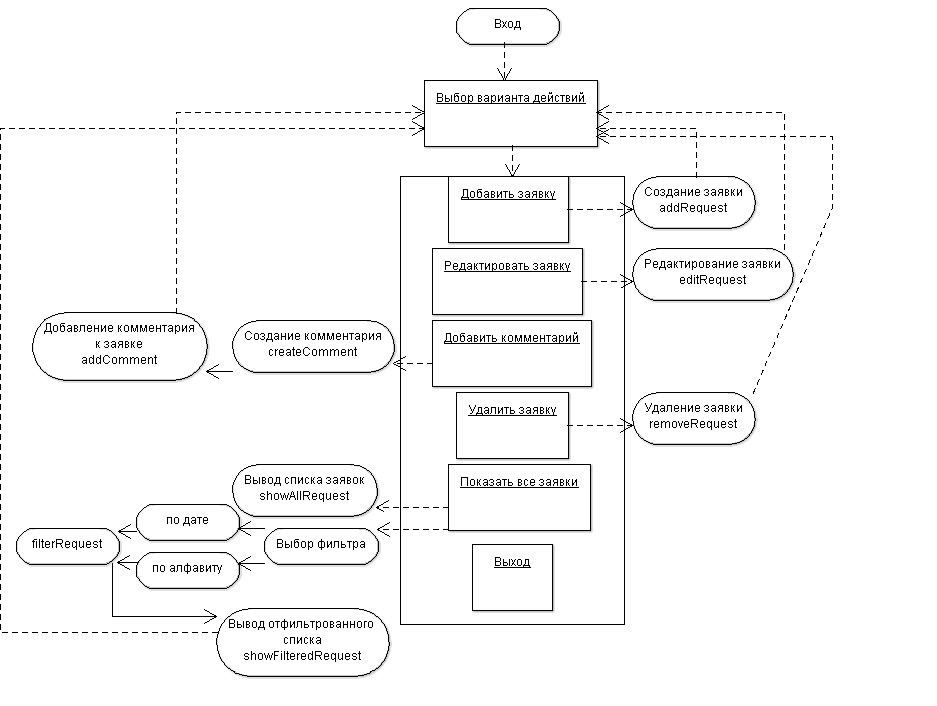 Вход
Выбор варианта действий
Добавить заявку
Создание заявки
addRequest
Редактировать заявку
Редактирование заявки
editRequest
Добавление комментария
к заявке
addComment
Создание комментария
createComment
Добавить комментарий
Удалить заявку
Удаление заявки
removeRequest
Вывод списка заявок
showAllRequest
Показать все заявки
по дате
filterRequest
Выбор фильтра
по алфавиту
Выход
Вывод отфильтрованного
списка
showFilteredRequest